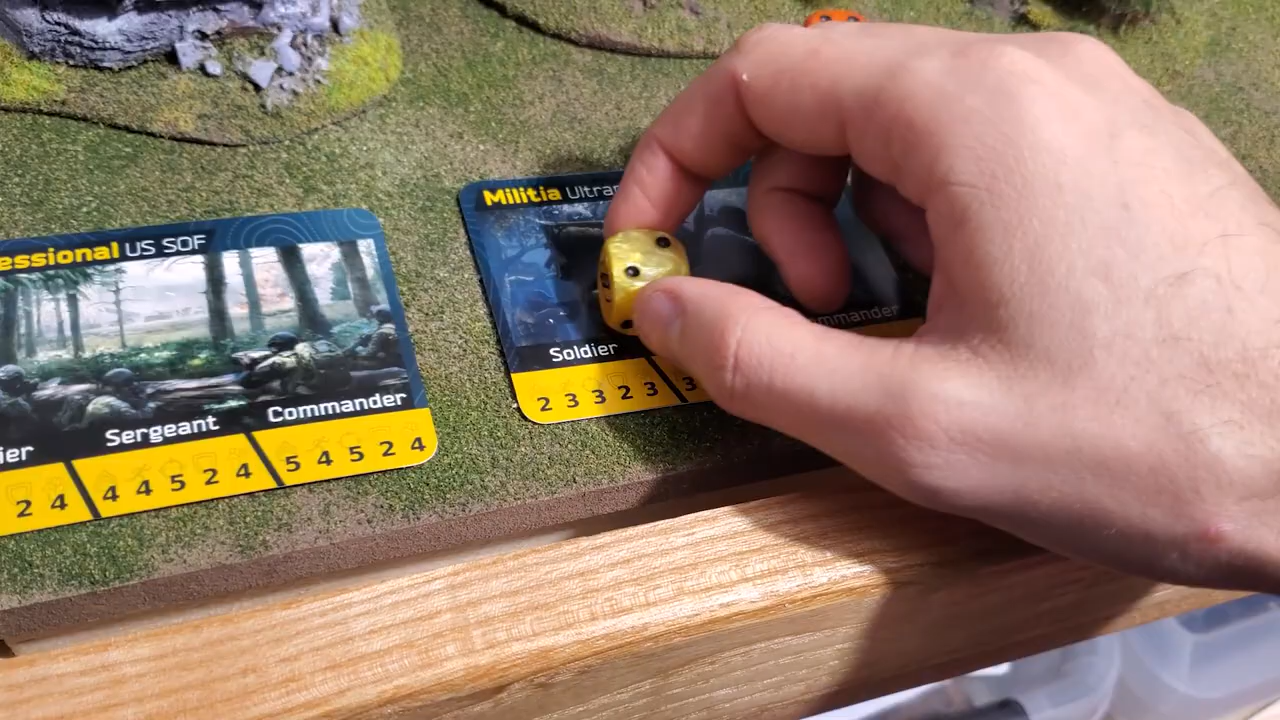 essional US SOF
ier
Sergeant
Commander
2 4
4 4 5 2 4
5 4 5 2 4
Militia Ultra
Soldier
mmander
2 3 3 2 3
3